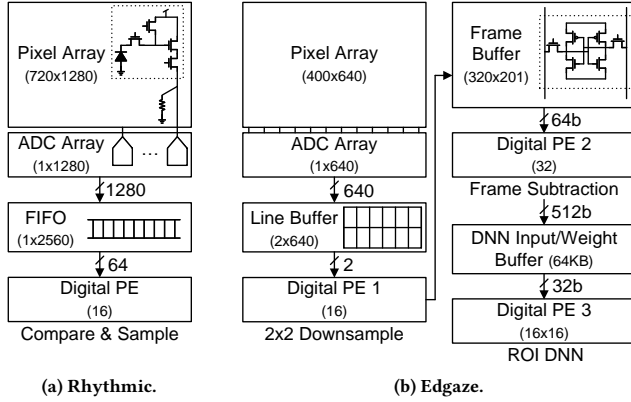 Pixel Array
(720x1280)
ADC Array
(1x1280)
...
1280
FIFO
(1x2560)
64
Digital PE
(16)
Compare & Sample
(a) Rhythmic.
Pixel Array
(400x640)
ADC Array
(1x640)
640
Line Buffer
(2x640)
2
Digital PE 1
(16)
2x2 Downsample
Frame
Buffer
(320x201)
64b
Digital PE 2
(32)
Frame Subtraction
512b
DNN Input/Weight
Buffer (64KB)
32b
Digital PE 3
(16x16)
ROI DNN
(b) Edgaze.